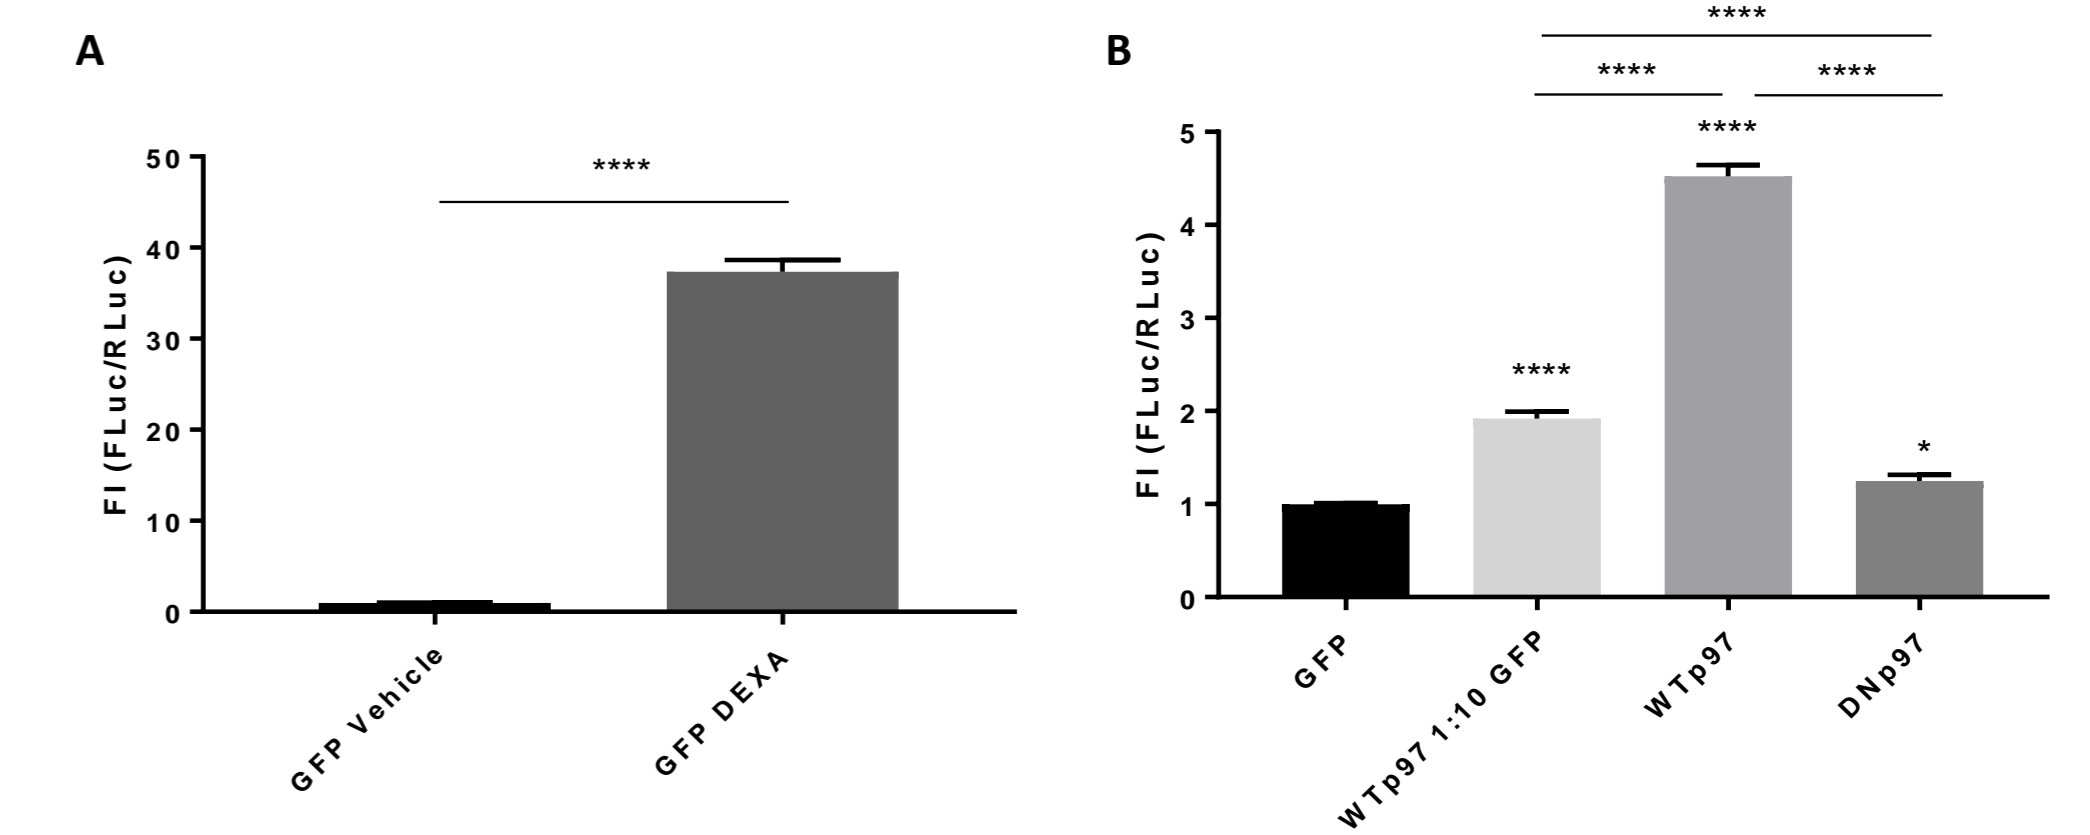 A
****
50
40
30
20
10
0
FI (FLuc/RLuc)
GFP Vehicle
GFP DEXA
B
****
****
****
****
****
*
5
4
3
2
1
0
FI (FLuc/RLuc)
GFP
WTp97 1:10 GFP
WTp97
DNp97